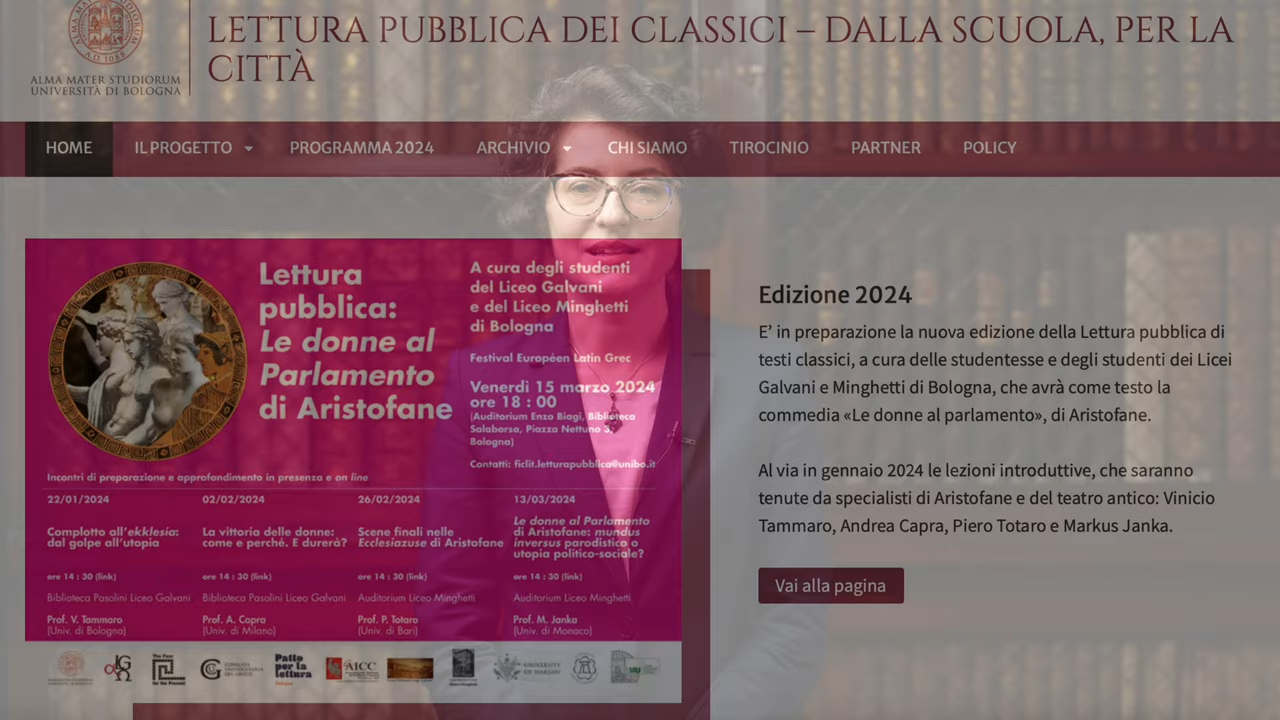 LETTURA PUBBLICA DEI CLASSICI – DALLA SCUOLA, PER LA
CITTÀ
A.D. 1088
ALMA MATER STUDIORUM
UNIVERSITÀ DI BOLOGNA
HOME IL PROGETTO PROGRAMMA 2024 ARCHIVIO CHI SIAMO TIROCINIO PARTNER POLICY
Lettura
pubblica:
Le donne al
Parlamento
di Aristofane
A cura degli studenti
del Liceo Galvani
e del Liceo Minghetti
di Bologna
Festival Européen Latin Grec
Venerdì 15 marzo 2024
ore 18 : 00
(Auditorium Enzo Biagi, Biblioteca
Salaborsa, Piazza Nettuno 3,
Bologna)
Contatti: ficlit.letturapubblica@unibo.it
Incontri di preparazione e approfondimento in presenza e on line
22/01/2024
Complotto all'ekklesia:
dal golpe all'utopia
ore 14 : 30 (link)
Biblioteca Pasolini Liceo Galvani
Prof. V. Tammaro
(Univ. di Bologna)
02/02/2024
La vittoria delle donne:
come e perché. E durerà?
ore 14 : 30 (link)
Biblioteca Pasolini Liceo Galvani
Prof. A. Capra
(Univ. di Milano)
26/02/2024
Scene finali nelle
Ecclesiazuse di Aristofane
ore 14 : 30 (link)
Auditorium Liceo Minghetti
Prof. P. Totaro
(Univ. di Bari)
13/03/2024
Le donne al Parlamento
di Aristofane: mundus
inversus parodistico o
utopia politico-sociale?
ore 14 : 30 (link)
Auditorium Liceo Minghetti
Prof. M. Janka
(Univ. di Monaco)
Patto
per la
lettura
AICC
UNIVERSITY
OF WARSAW
UU
Edizione 2024
E' in preparazione la nuova edizione della Lettura pubblica di
testi classici, a cura delle studentesse e degli studenti dei Licei
Galvani e Minghetti di Bologna, che avrà come testo la
commedia «Le donne al parlamento», di Aristofane.
Al via in gennaio 2024 le lezioni introduttive, che saranno
tenute da specialisti di Aristofane e del teatro antico: Vinicio
Tammaro, Andrea Capra, Piero Totaro e Markus Janka.
Vai alla pagina